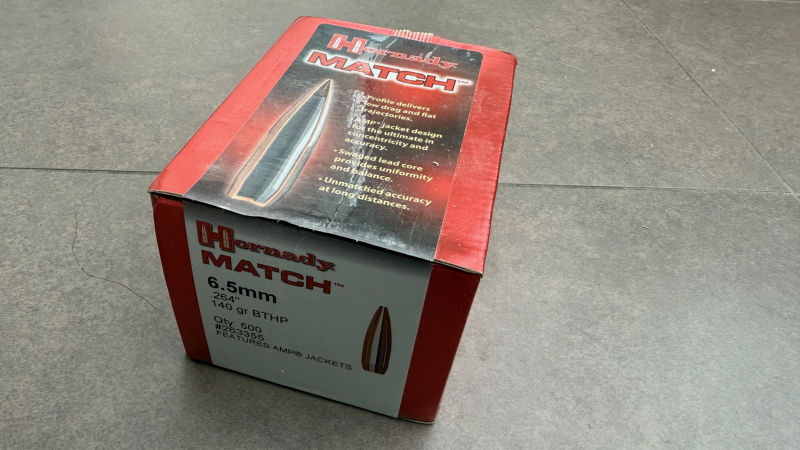 Hornady
MATCH™
• Profile delivers
low drag and flat
trajectories.
• AMP® jacket design
for the ultimate in
concentricity and
accuracy.
• Swaged lead core
provides uniformity
and balance.
• Unmatched accuracy
at long distances.
Hornady
MATCH™
6.5mm
.264"
140 gr BTHP
Qty: 500
#263355
FEATURES AMP® JACKETS